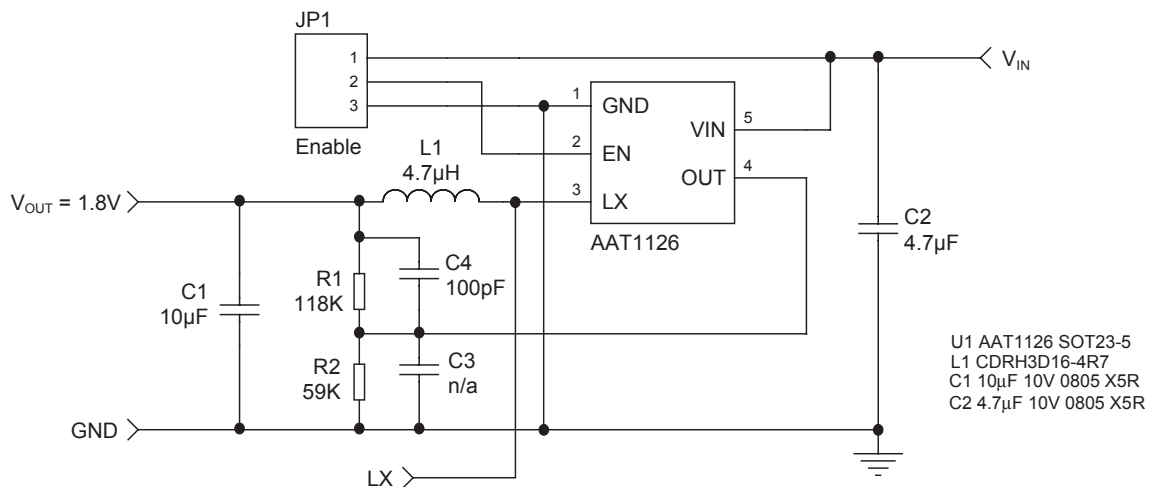 JP1
1
2
3
Enable
V_IN
1
GND
2
EN
3
LX
VIN
5
OUT
4
AAT1126
L1
4.7µH
V_OUT = 1.8V
C2
4.7µF
C4
100pF
R1
118K
C1
10µF
R2
59K
C3
n/a
U1 AAT1126 SOT23-5
L1 CDRH3D16-4R7
C1 10µF 10V 0805 X5R
C2 4.7µF 10V 0805 X5R
GND
LX